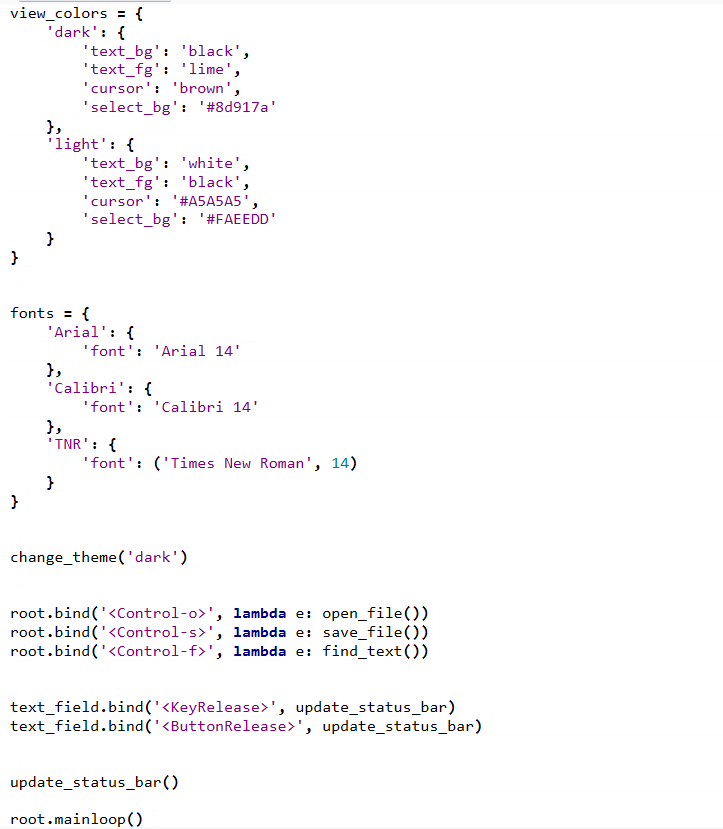 view_colors = {
    'dark': {
        'text_bg': 'black',
        'text_fg': 'lime',
        'cursor': 'brown',
        'select_bg': '#8d917a'
    },
    'light': {
        'text_bg': 'white',
        'text_fg': 'black',
        'cursor': '#A5A5A5',
        'select_bg': '#FAEEDD'
    }
}
fonts = {
    'Arial': {
        'font': 'Arial 14'
    },
    'Calibri': {
        'font': 'Calibri 14'
    },
    'TNR': {
        'font': ('Times New Roman', 14)
    }
}
change_theme('dark')
root.bind('<Control-o>', lambda e: open_file())
root.bind('<Control-s>', lambda e: save_file())
root.bind('<Control-f>', lambda e: find_text())
text_field.bind('<KeyRelease>', update_status_bar)
text_field.bind('<ButtonRelease>', update_status_bar)
update_status_bar()
root.mainloop()